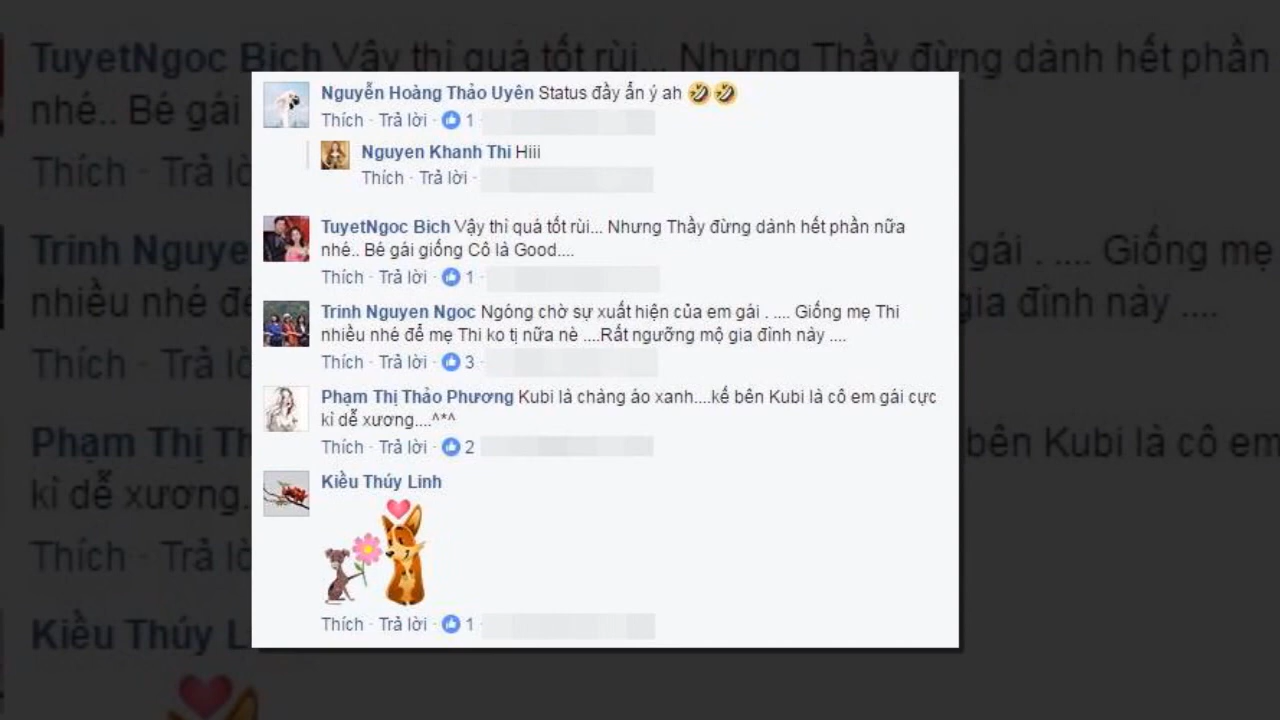 Nguyễn Hoàng Thảo Uyên Status đầy ẩn ý ah 🤣🤣
Thích · Trả lời · 1
Nguyen Khanh Thi Hiii
Thích · Trả lời ·
TuyetNgoc Bich Vậy thì quá tốt rùi... Nhưng Thầy đừng dành hết phần nữa
nhé.. Bé gái giống Cô là Good....
Thích · Trả lời · 1
Trinh Nguyen Ngoc Ngóng chờ sự xuất hiện của em gái . .... Giống mẹ Thi
nhiều nhé để mẹ Thi ko tị nữa nè ....Rất ngưỡng mộ gia đình này ....
Thích · Trả lời · 3
Phạm Thị Thảo Phương Kubi là chàng áo xanh....kế bên Kubi là cô em gái cực
kì dễ xương....^*^
Thích · Trả lời · 2
Kiều Thúy Linh
Thích · Trả lời · 1
TuyetNgoc Bich Vậy thì quá tốt rùi... Nhưng Thầy đừng dành hết phần
nhé.. Bé gái
Thích · Trả lờ
Trinh Nguye gái . .... Giống mẹ
nhiều nhé để gia đình này ....
Thích · Trả lờ
Phạm Thị Th bên Kubi là cô em
kì dễ xương.
Thích · Trả lờ
Kiều Thúy L